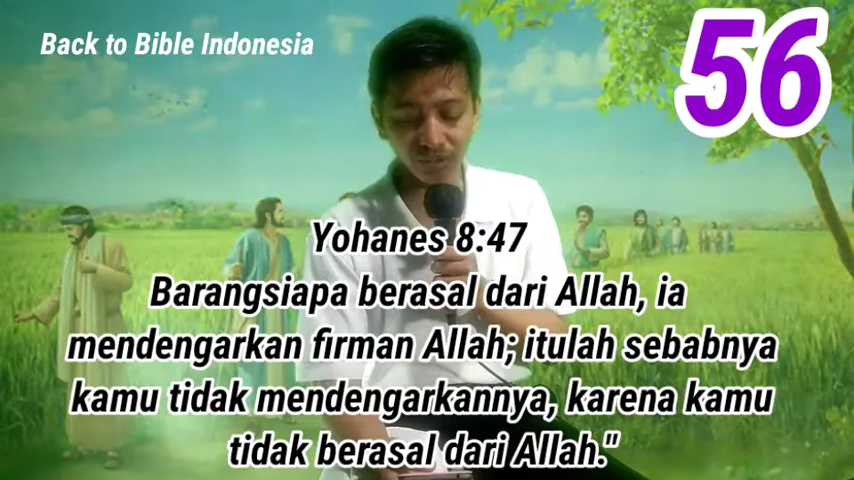 Back to Bible Indonesia
56
Yohanes 8:47
Barangsiapa berasal dari Allah, ia
mendengarkan firman Allah; itulah sebabnya
kamu tidak mendengarkannya, karena kamu
tidak berasal dari Allah."